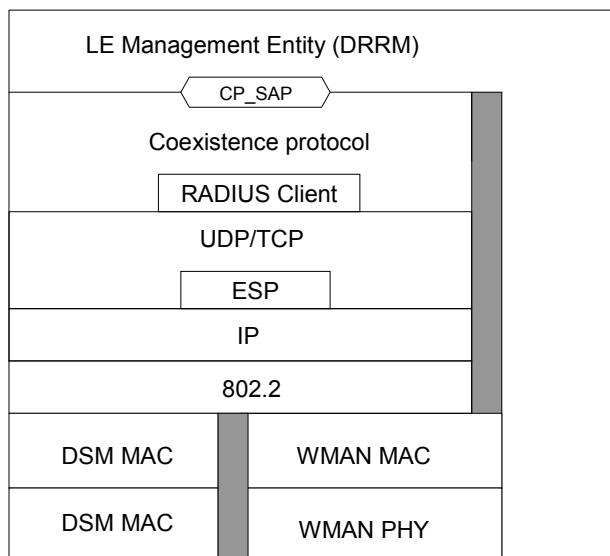 LE Management Entity (DRRM)
CP_SAP
Coexistence protocol
RADIUS Client
UDP/TCP
ESP
IP
802.2
DSM MAC
WMAN MAC
DSM MAC
WMAN PHY